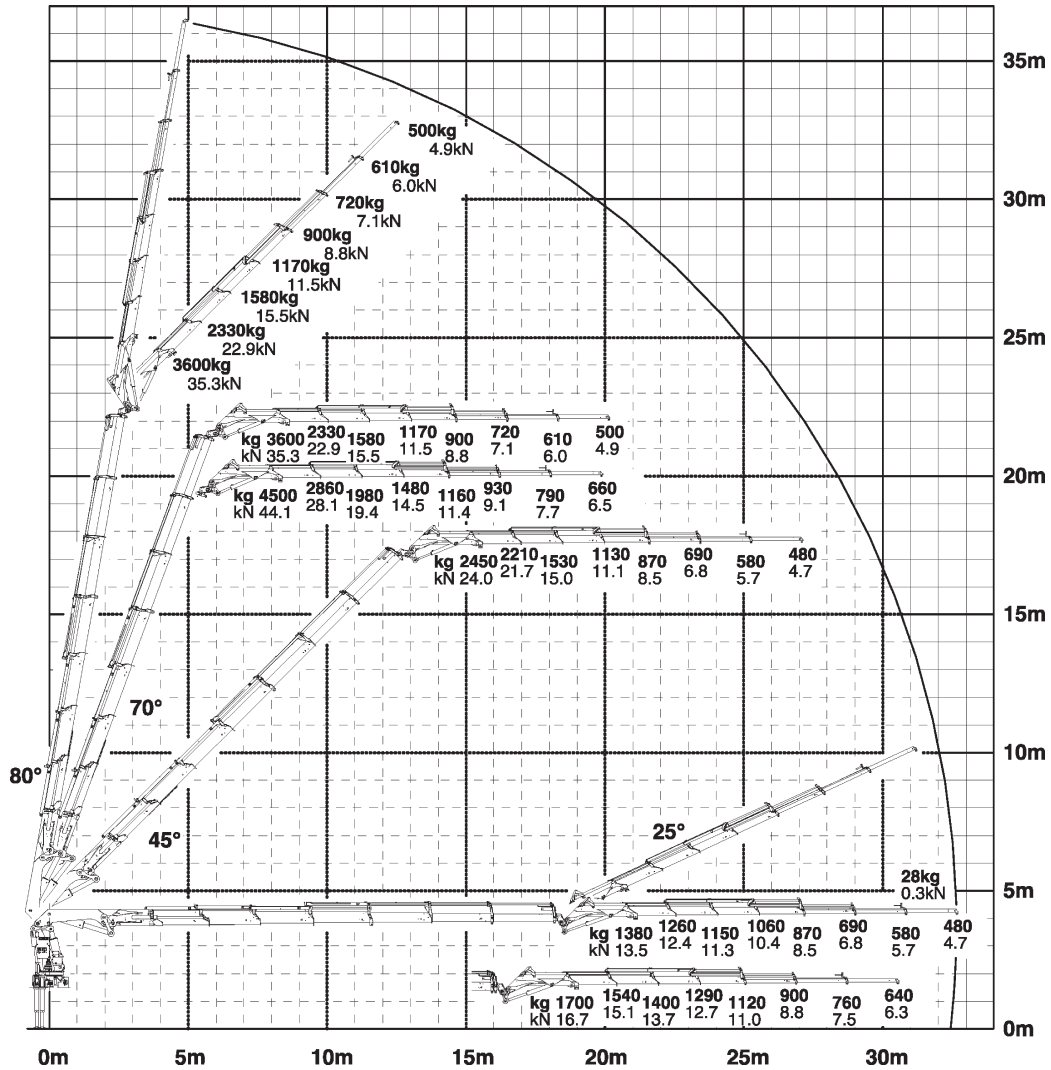 35m
500kg
4.9kN
610kg
6.0kN
720kg
7.1kN
30m
900kg
8.8kN
1170kg
11.5kN
1580kg
15.5kN
2330kg
22.9kN
25m
3600kg
35.3kN
kg 3600 2330 1580 1170 900 720 610 500
kN 35.3 22.9 15.5 11.5 8.8 7.1 6.0 4.9
20m
kg 4500 2860 1980 1480 1160 930 790 660
kN 44.1 28.1 19.4 14.5 11.4 9.1 7.7 6.5
kg 2450 2210 1530 1130 870 690 580 480
kN 24.0 21.7 15.0 11.1 8.5 6.8 5.7 4.7
15m
70°
10m
80°
45°
25°
28kg
0.3kN
5m
kg 1380 1260 1150 1060 870 690 580 480
kN 13.5 12.4 11.3 10.4 8.5 6.8 5.7 4.7
kg 1700 1540 1400 1290 1120 900 760 640
kN 16.7 15.1 13.7 12.7 11.0 8.8 7.5 6.3
0m
0m 5m 10m 15m 20m 25m 30m